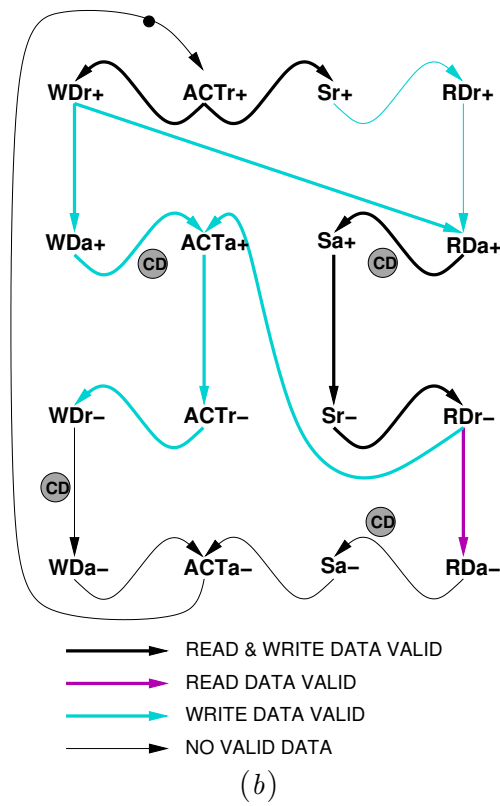 WDr+ ACTr+ Sr+ RDr+
WDa+ ACTa+ Sa+ RDa+
CD CD
WDr− ACTr− Sr− RDr−
CD
CD
WDa− ACTa− Sa− RDa−
READ & WRITE DATA VALID
READ DATA VALID
WRITE DATA VALID
NO VALID DATA
(b)